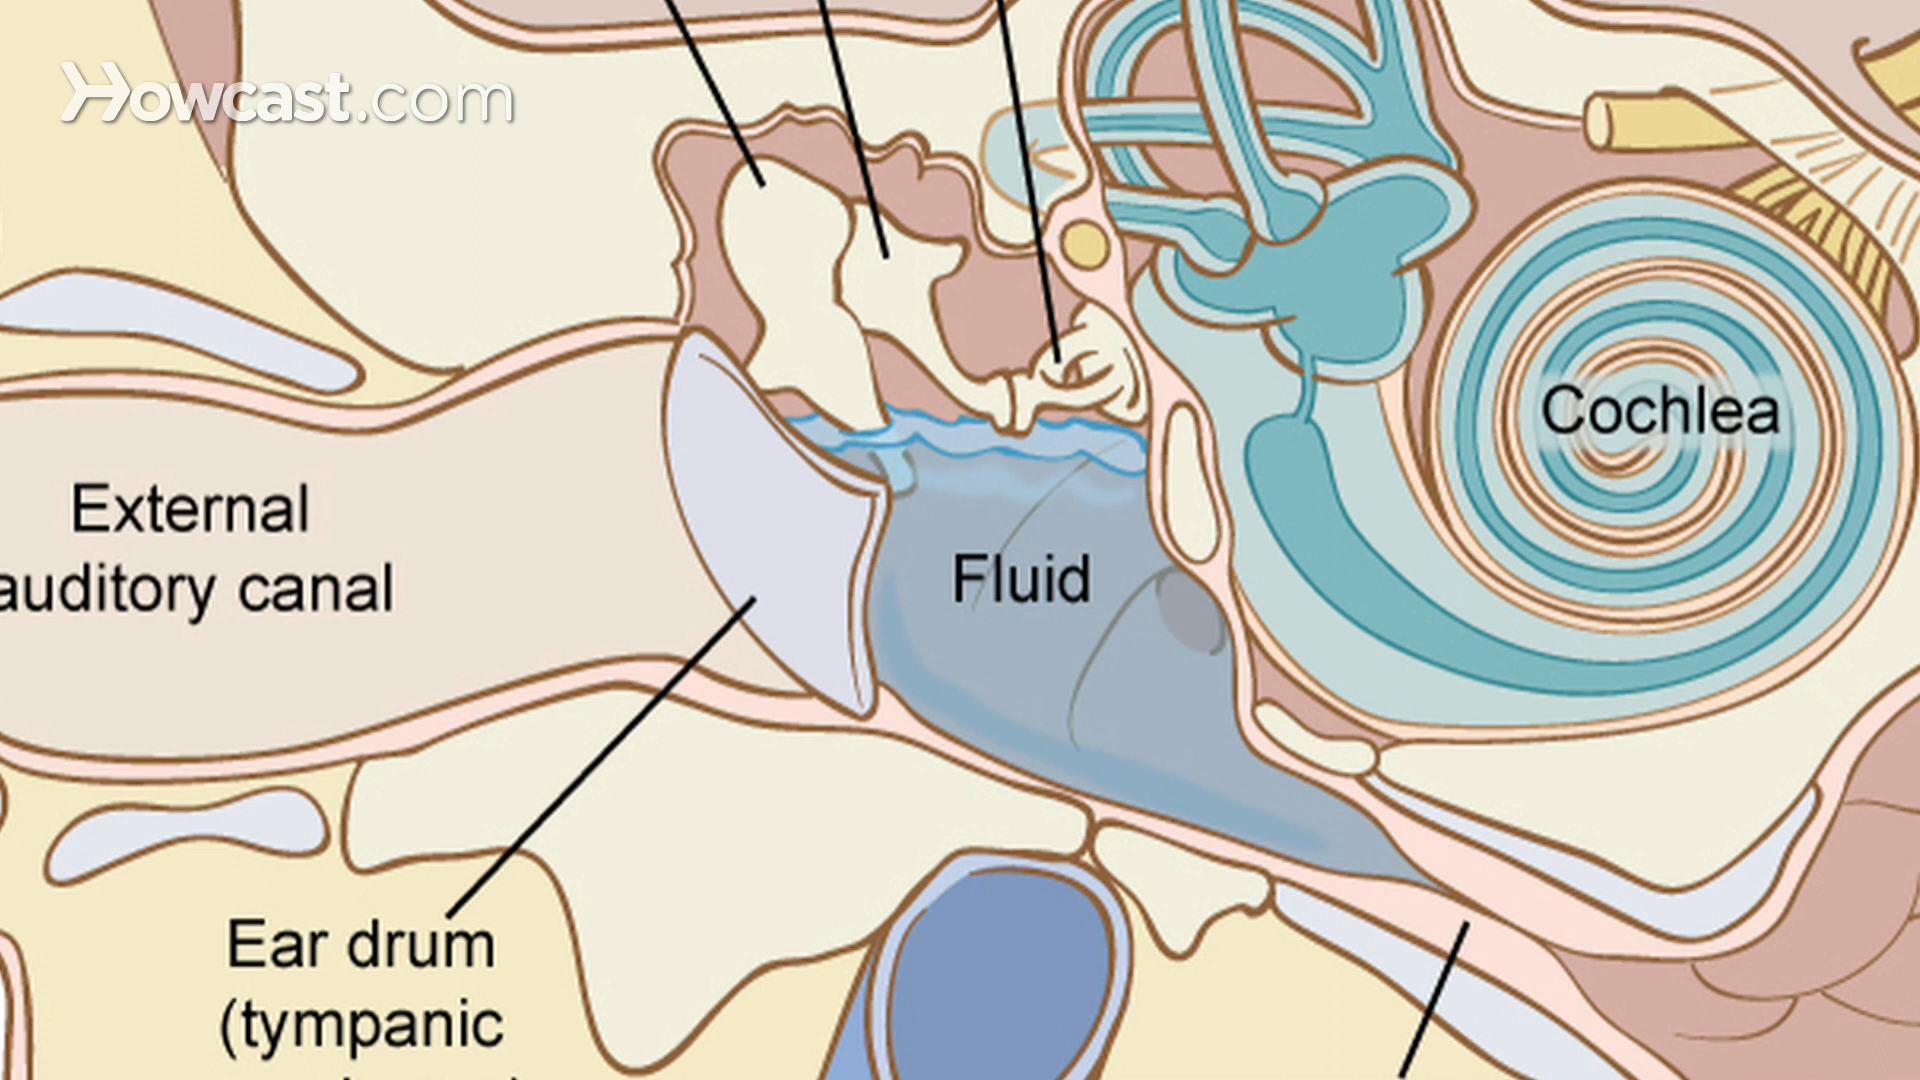 Howcast.com
Cochlea
External
auditory canal
Fluid
Ear drum
(tympanic